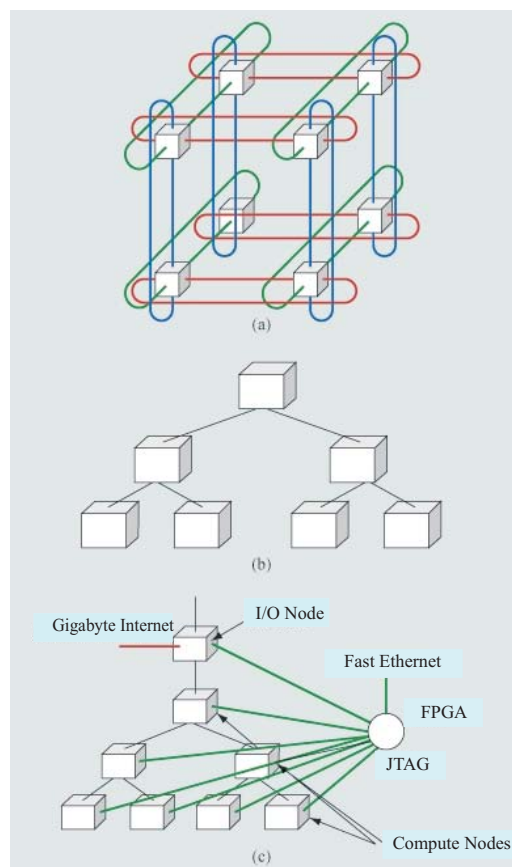 (a)
(b)
I/O Node
Gigabyte Internet
Fast Ethernet
FPGA
JTAG
Compute Nodes
(c)